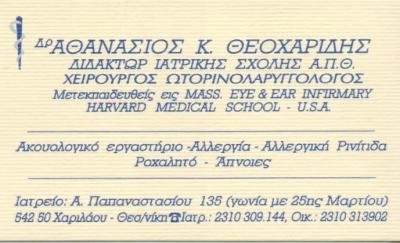 Δρ ΑΘΑΝΑΣΙΟΣ Κ. ΘΕΟΧΑΡΙΔΗΣ
ΔΙΔΑΚΤΩΡ ΙΑΤΡΙΚΗΣ ΣΧΟΛΗΣ Α.Π.Θ.
ΧΕΙΡΟΥΡΓΟΣ ΩΤΟΡΙΝΟΛΑΡΥΓΓΟΛΟΓΟΣ
Μετεκπαιδευθείς εις MASS. EYE & EAR INFIRMARY
HARVARD MEDICAL SCHOOL - U.S.A.
Ακουολογικό εργαστήριο - Αλλεργία - Αλλεργική Ρινίτιδα
Ροχαλητό - Άπνοιες
Ιατρείο: Α. Παπαναστασίου 135 (γωνία με 25ης Μαρτίου)
542 50 Χαριλάου - Θεσ/νίκη ☎ Ιατρ.: 2310 309.144, Οικ.: 2310 313902